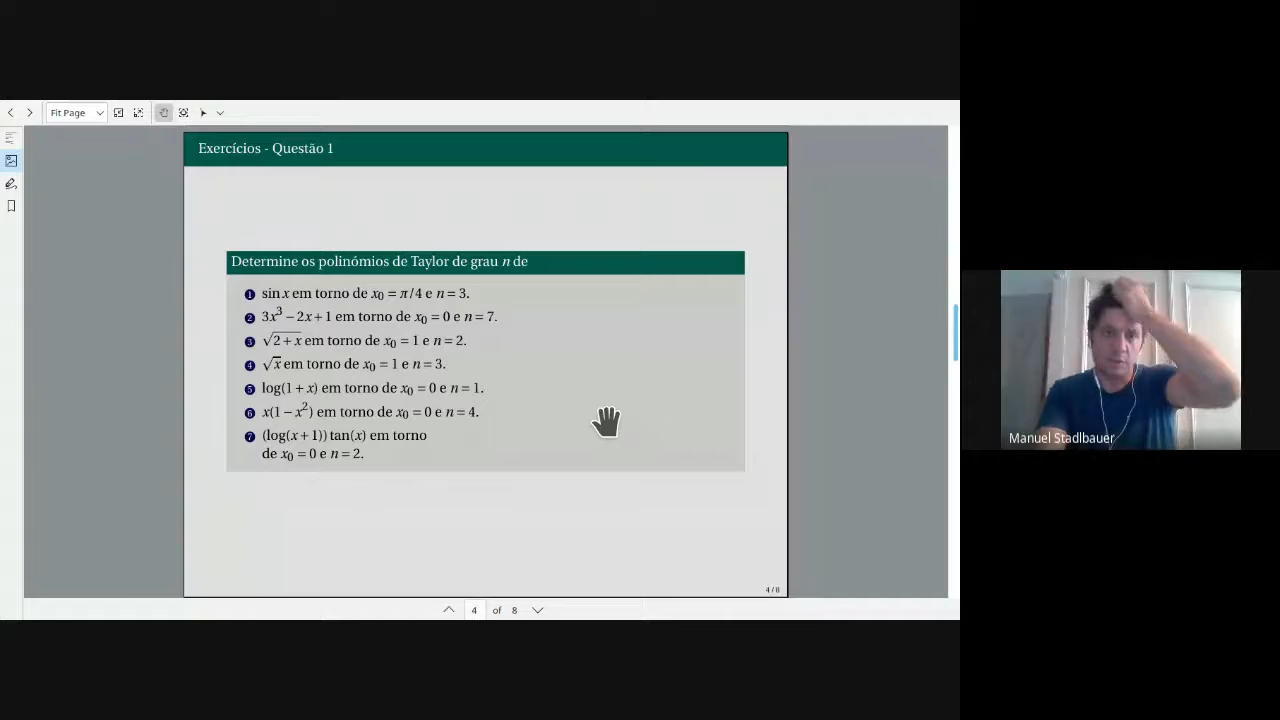 Fit Page
Exercícios - Questão 1
Determine os polinómios de Taylor de grau n de
1 sin x em torno de x₀ = π/4 e n = 3.
2 3x³ − 2x + 1 em torno de x₀ = 0 e n = 7.
3 √(2 + x) em torno de x₀ = 1 e n = 2.
4 √x em torno de x₀ = 1 e n = 3.
5 log(1 + x) em torno de x₀ = 0 e n = 1.
6 x(1 − x²) em torno de x₀ = 0 e n = 4.
7 (log(x + 1)) tan(x) em torno
de x₀ = 0 e n = 2.
4 / 8
4 of 8
Manuel Stadlbauer